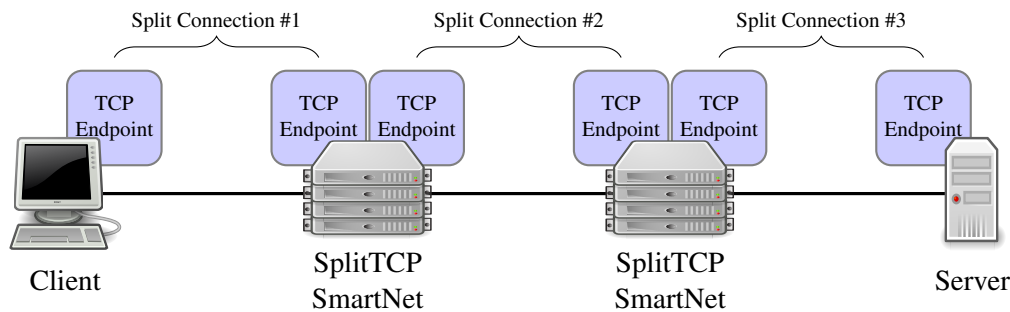 Split Connection #1
Split Connection #2
Split Connection #3
TCP
Endpoint
TCP
Endpoint
TCP
Endpoint
TCP
Endpoint
TCP
Endpoint
TCP
Endpoint
Client
SplitTCP
SmartNet
SplitTCP
SmartNet
Server